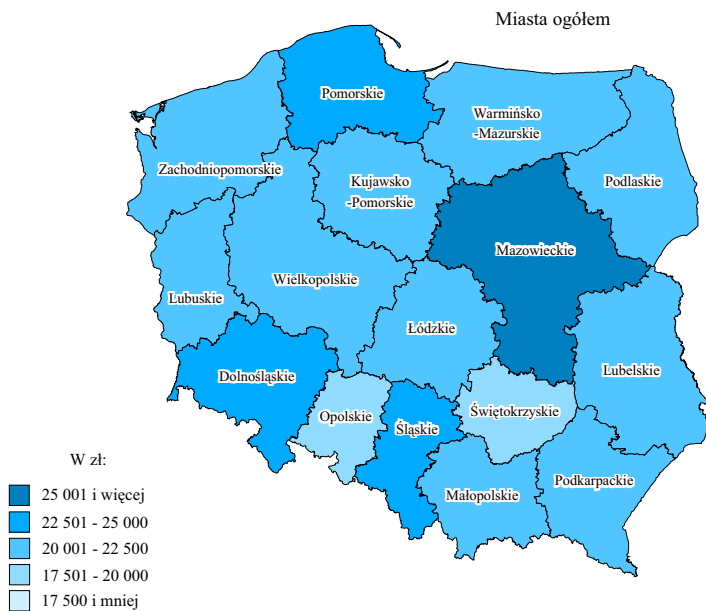 Miasta ogółem
Pomorskie
Warmińsko
-Mazurskie
Zachodniopomorskie
Kujawsko
-Pomorskie
Podlaskie
Mazowieckie
Wielkopolskie
Lubuskie
Łódzkie
Lubelskie
Dolnośląskie
Opolskie
Śląskie
Świętokrzyskie
Małopolskie
Podkarpackie
W zł:
25 001 i więcej
22 501 - 25 000
20 001 - 22 500
17 501 - 20 000
17 500 i mniej